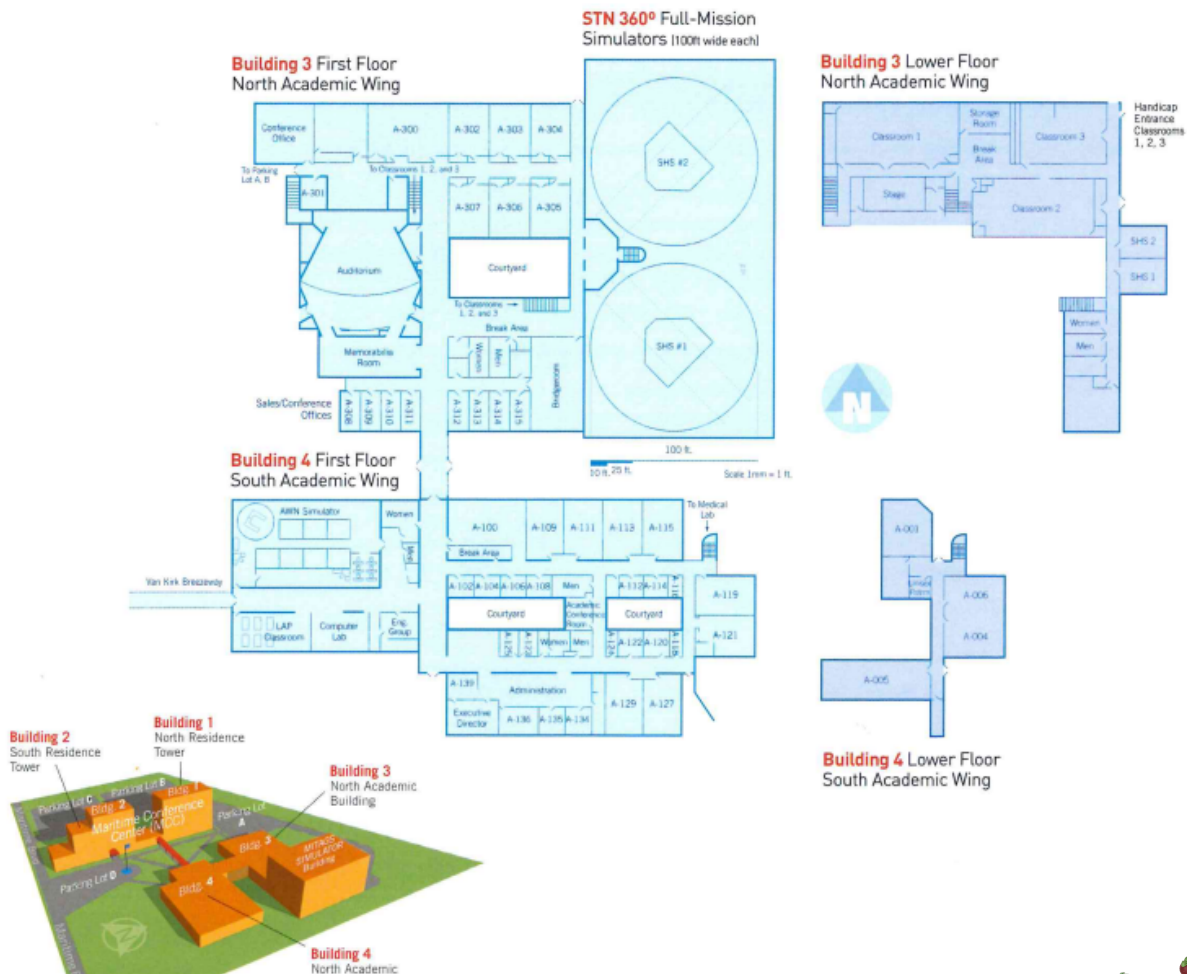 STN 360º Full-Mission
Simulators (100ft wide each)
Building 3 First Floor
North Academic Wing
Conference
Office
A-300
A-302
A-303
A-304
To Parking
Lot A, B
To Classrooms 1, 2, and 3
A-301
A-307
A-306
A-305
Auditorium
Courtyard
To Classrooms
1, 2, and 3
Break Area
Women
Men
Memorabilia
Room
Bridgeroom
Sales/Conference
Offices
A-308
A-309
A-310
A-311
A-312
A-313
A-314
A-315
SHS #2
SHS #1
100 ft.
10 ft.
25 ft.
Scale 1mm = 1 ft.
Building 3 Lower Floor
North Academic Wing
Classroom 1
Storage
Room
Break
Area
Classroom 3
Handicap
Entrance
Classrooms
1, 2, 3
Stage
Classroom 2
SHS 2
SHS 1
Women
Men
N
Building 4 First Floor
South Academic Wing
AWN Simulator
Women
Men
A-100
A-109
A-111
A-113
A-115
To Medical
Lab
Break Area
Van Kirk Breezeway
A-102
A-104
A-106
A-108
Men
A-112
A-114
A-119
Courtyard
Academic
Conference
Room
Courtyard
A-121
LAP
Classroom
Computer
Lab
Eng.
Group
A-125
A-123
Women
Men
A-124
A-122
A-120
A-118
A-139
Administration
Executive
Director
A-136
A-135
A-134
A-129
A-127
A-003
A-006
A-004
A-005
Building 4 Lower Floor
South Academic Wing
Building 1
North Residence
Tower
Building 2
South Residence
Tower
Building 3
North Academic
Building
Parking Lot C
Parking Lot B
Bldg. 1
Bldg. 2
Maritime Conference
Center (MCC)
Parking Lot
A
Bldg. 3
MITAGS
SIMULATOR
Building
Parking Lot D
Bldg. 4
Building 4
North Academic